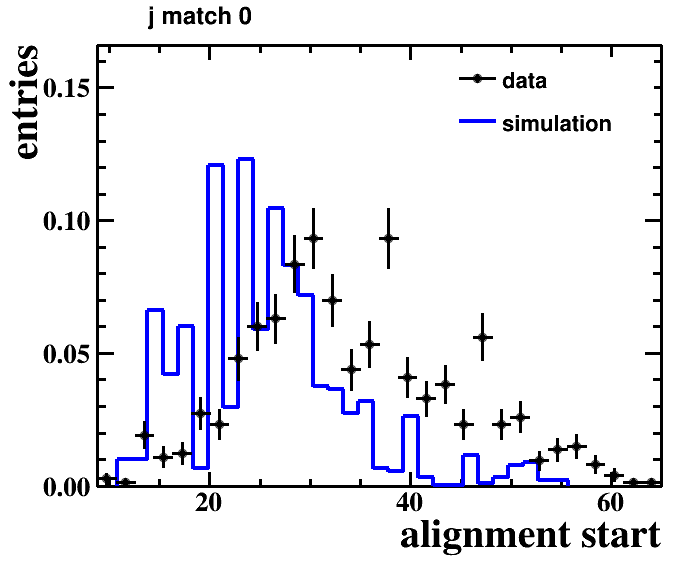 j match 0
entries
0.15
0.10
0.05
0.00
data
simulation
20
40
60
alignment start